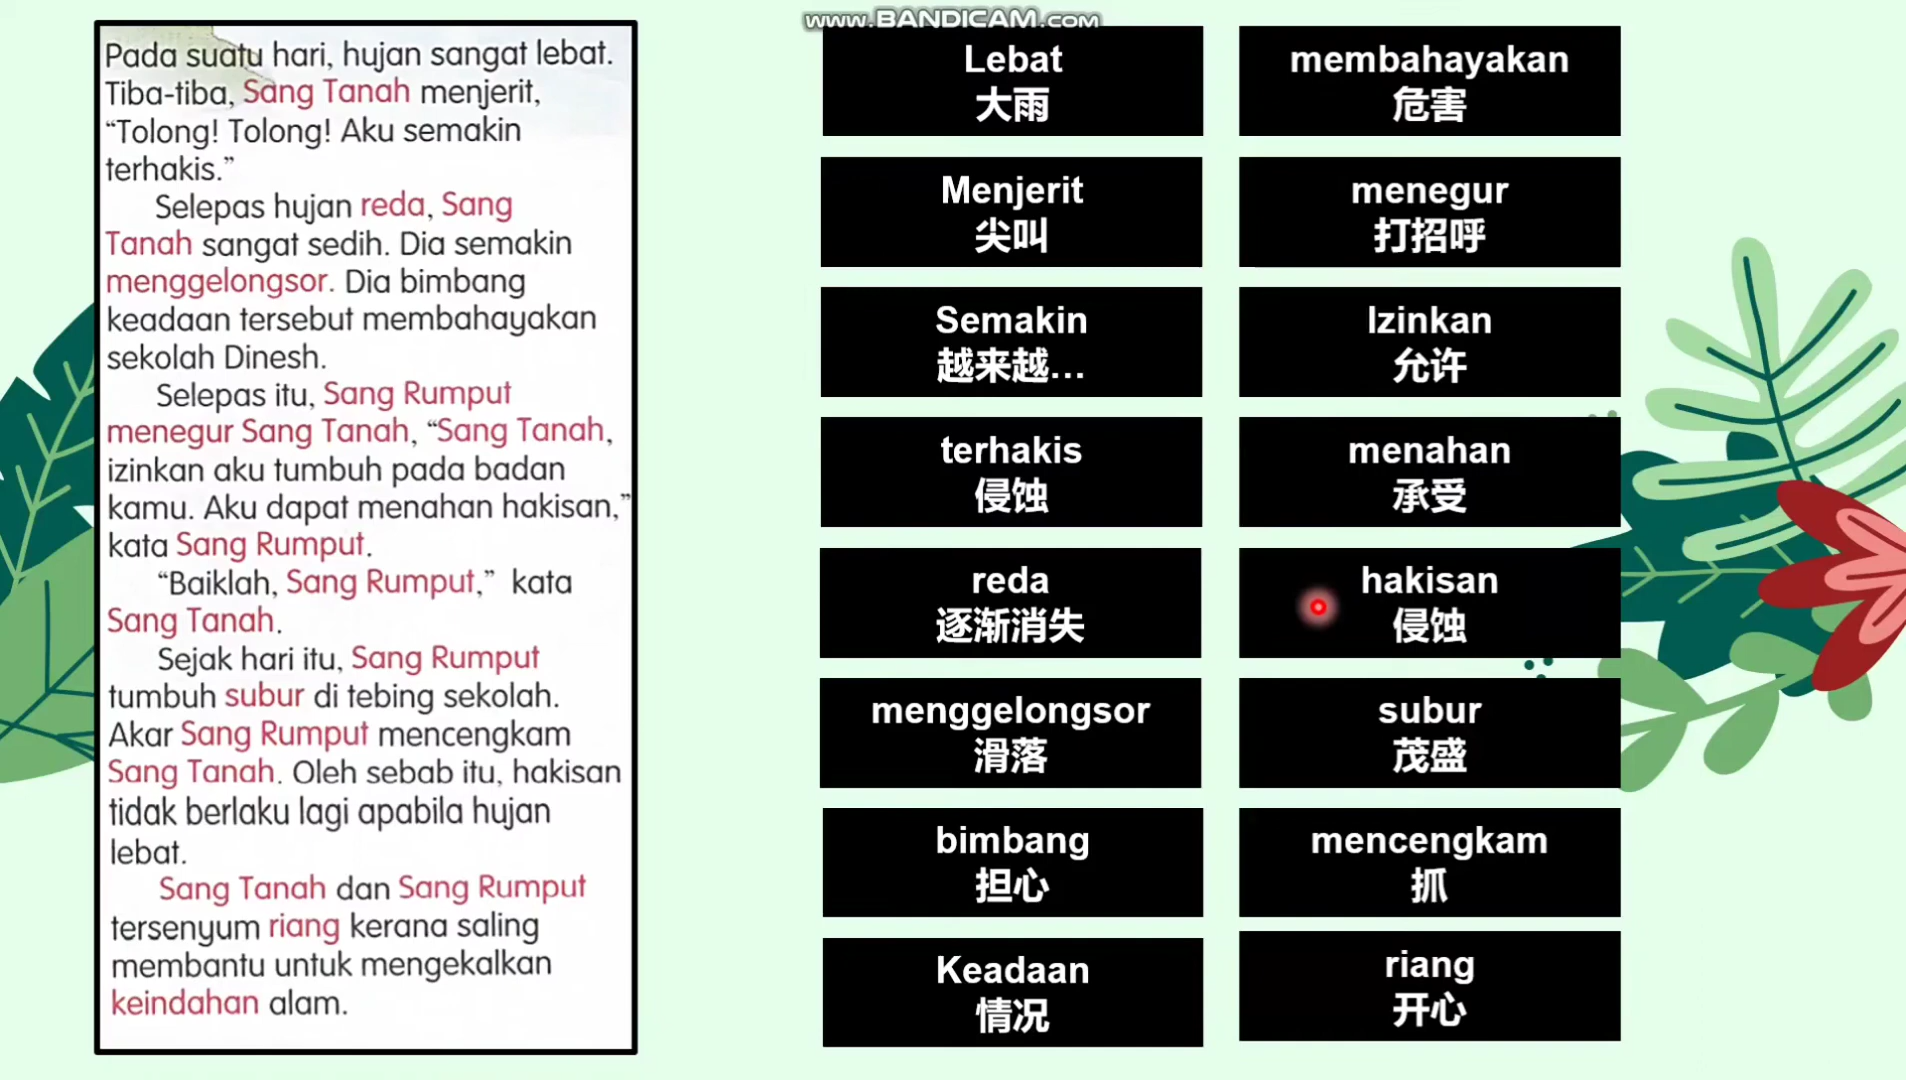 www.BANDICAM.com
Pada suatu hari, hujan sangat lebat.
Tiba-tiba, Sang Tanah menjerit,
“Tolong! Tolong! Aku semakin
terhakis.”
Selepas hujan reda, Sang
Tanah sangat sedih. Dia semakin
menggelongsor. Dia bimbang
keadaan tersebut membahayakan
sekolah Dinesh.
Selepas itu, Sang Rumput
menegur Sang Tanah, “Sang Tanah,
izinkan aku tumbuh pada badan
kamu. Aku dapat menahan hakisan,”
kata Sang Rumput.
“Baiklah, Sang Rumput,” kata
Sang Tanah.
Sejak hari itu, Sang Rumput
tumbuh subur di tebing sekolah.
Akar Sang Rumput mencengkam
Sang Tanah. Oleh sebab itu, hakisan
tidak berlaku lagi apabila hujan
lebat.
Sang Tanah dan Sang Rumput
tersenyum riang kerana saling
membantu untuk mengekalkan
keindahan alam.
Lebat
大雨
Menjerit
尖叫
Semakin
越来越...
terhakis
侵蚀
reda
逐渐消失
menggelongsor
滑落
bimbang
担心
Keadaan
情况
membahayakan
危害
menegur
打招呼
Izinkan
允许
menahan
承受
hakisan
侵蚀
subur
茂盛
mencengkam
抓
riang
开心